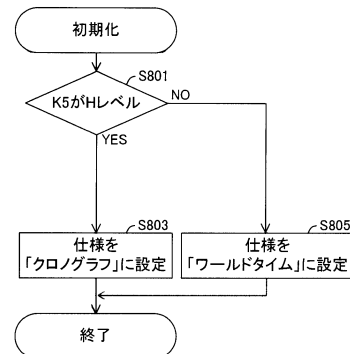 初期化
S801
K5がHレベル
NO
YES
S803
仕様を
「クロノグラフ」に設定
S805
仕様を
「ワールドタイム」に設定
終了